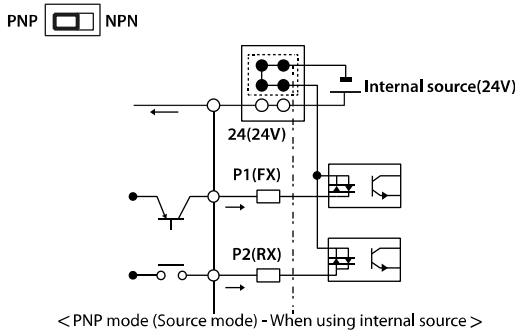 PNP NPN
Internal source(24V)
24(24V)
P1(FX)
P2(RX)
< PNP mode (Source mode) - When using internal source >